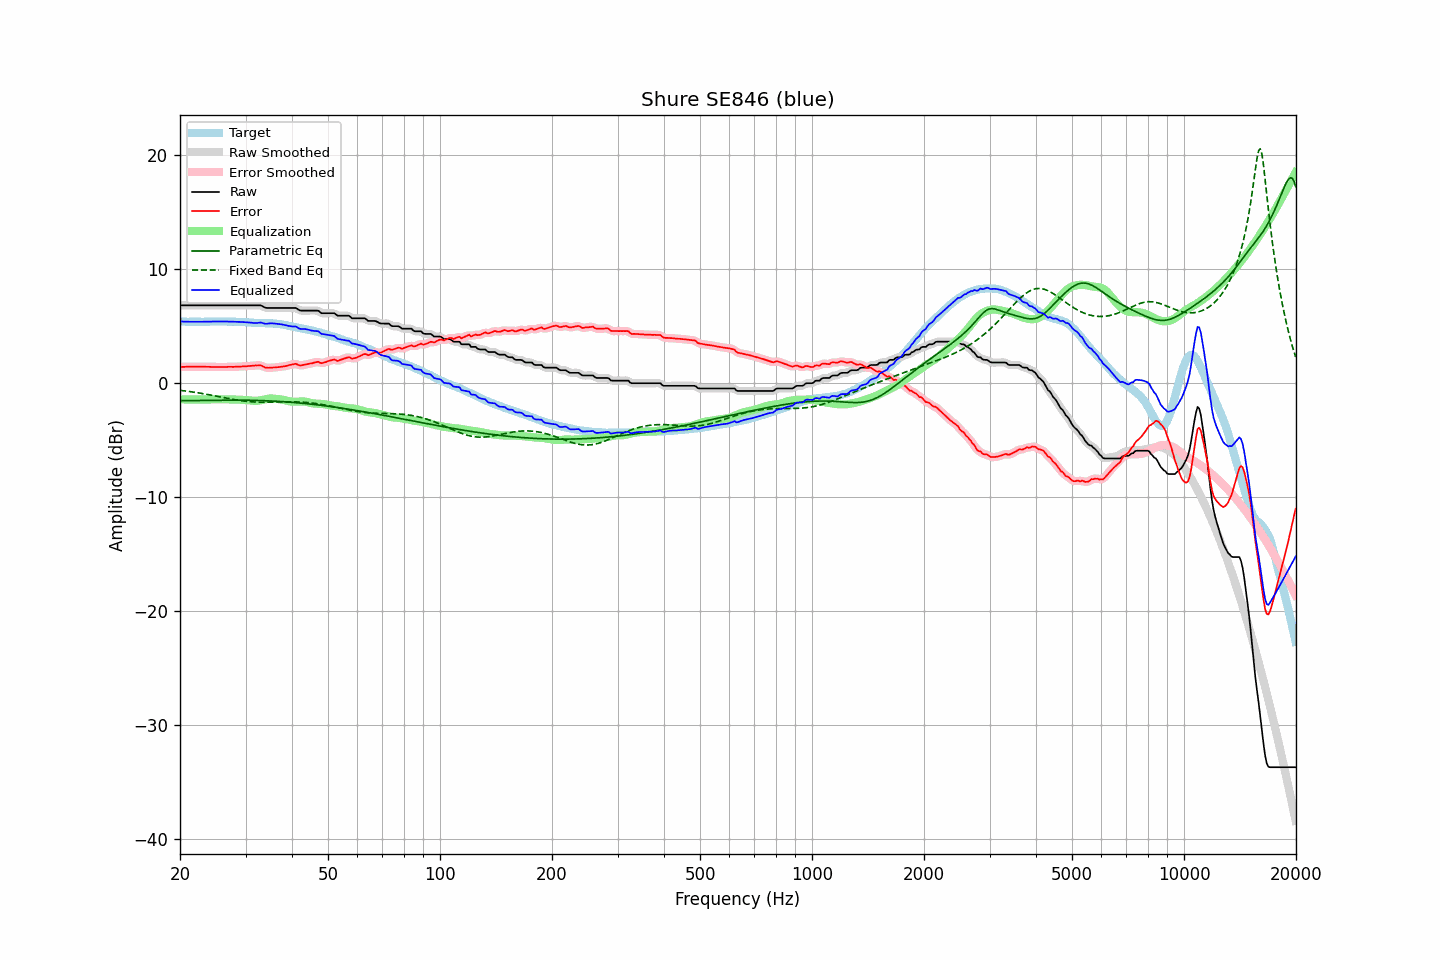 Shure SE846 (blue)
Target
Raw Smoothed
Error Smoothed
Raw
Error
Equalization
Parametric Eq
Fixed Band Eq
Equalized
20
10
0
−10
−20
−30
−40
Amplitude (dBr)
20 50 100 200 500 1000 2000 5000 10000 20000
Frequency (Hz)